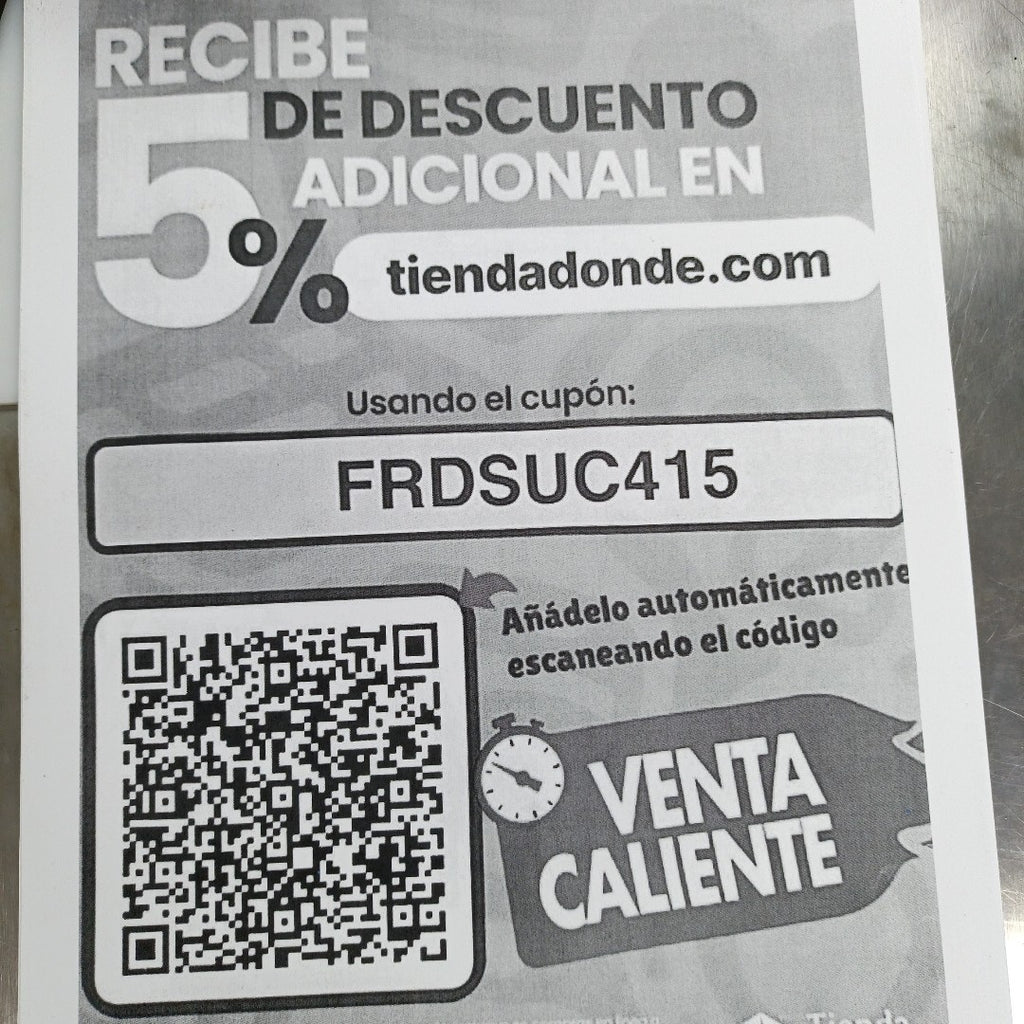 RECIBE
5%
DE DESCUENTO
ADICIONAL EN
tiendadonde.com
Usando el cupón:
FRDSUC415
Añádelo automáticamente
escaneando el código
VENTA
CALIENTE
Tienda